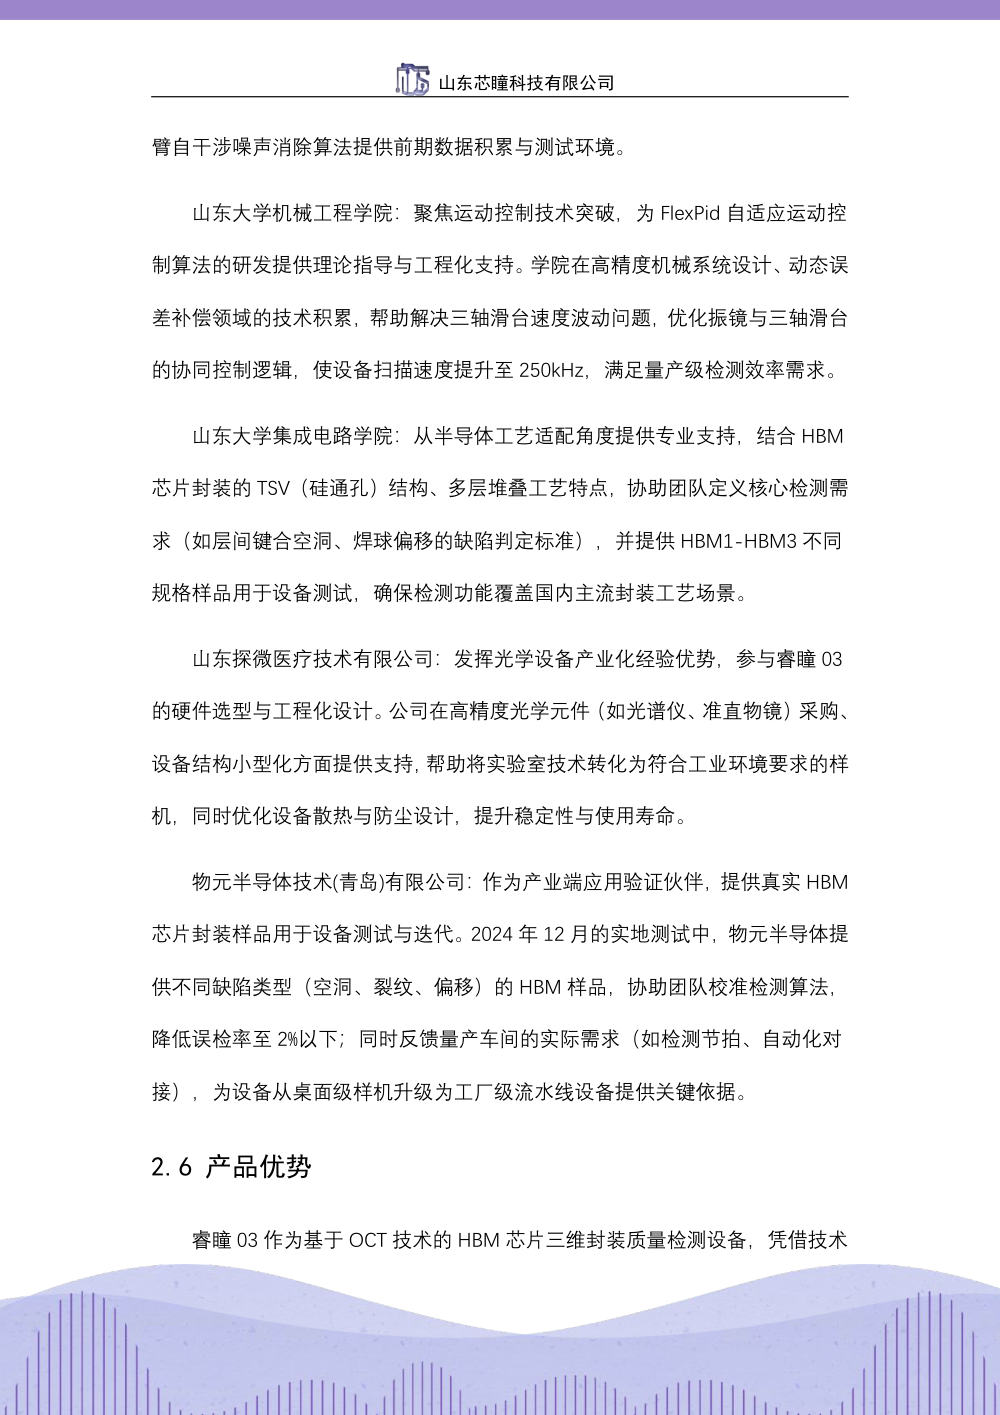 山东芯瞳科技有限公司
臂自干涉噪声消除算法提供前期数据积累与测试环境。
山东大学机械工程学院：聚焦运动控制技术突破，为 FlexPid 自适应运动控
制算法的研发提供理论指导与工程化支持。学院在高精度机械系统设计、动态误
差补偿领域的技术积累，帮助解决三轴滑台速度波动问题，优化振镜与三轴滑台
的协同控制逻辑，使设备扫描速度提升至 250kHz，满足量产级检测效率需求。
山东大学集成电路学院：从半导体工艺适配角度提供专业支持，结合 HBM
芯片封装的 TSV（硅通孔）结构、多层堆叠工艺特点，协助团队定义核心检测需
求（如层间键合空洞、焊球偏移的缺陷判定标准），并提供 HBM1-HBM3 不同
规格样品用于设备测试，确保检测功能覆盖国内主流封装工艺场景。
山东探微医疗技术有限公司：发挥光学设备产业化经验优势，参与睿瞳 03
的硬件选型与工程化设计。公司在高精度光学元件（如光谱仪、准直物镜）采购、
设备结构小型化方面提供支持，帮助将实验室技术转化为符合工业环境要求的样
机，同时优化设备散热与防尘设计，提升稳定性与使用寿命。
物元半导体技术(青岛)有限公司：作为产业端应用验证伙伴，提供真实 HBM
芯片封装样品用于设备测试与迭代。2024 年 12 月的实地测试中，物元半导体提
供不同缺陷类型（空洞、裂纹、偏移）的 HBM 样品，协助团队校准检测算法，
降低误检率至 2%以下；同时反馈量产车间的实际需求（如检测节拍、自动化对
接），为设备从桌面级样机升级为工厂级流水线设备提供关键依据。
2.6 产品优势
睿瞳 03 作为基于 OCT 技术的 HBM 芯片三维封装质量检测设备，凭借技术